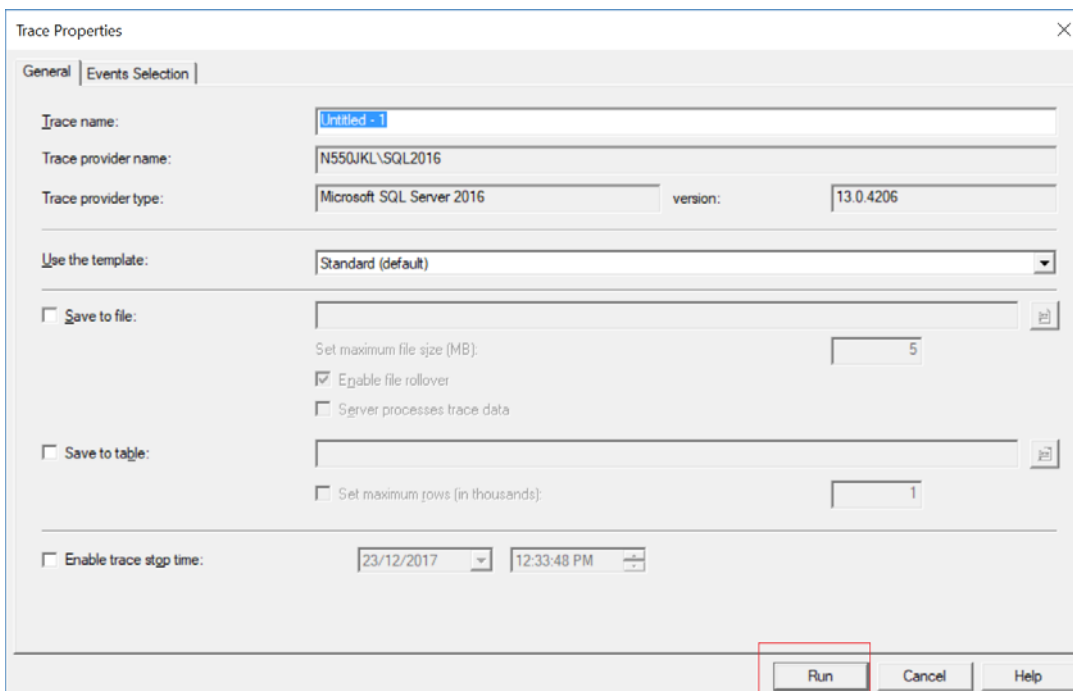 Trace Properties
General Events Selection
Trace name: Untitled - 1
Trace provider name: N550JKL\SQL2016
Trace provider type: Microsoft SQL Server 2016 version: 13.0.4206
Use the template: Standard (default)
Save to file:
Set maximum file size (MB): 5
Enable file rollover
Server processes trace data
Save to table:
Set maximum rows (in thousands): 1
Enable trace stop time: 23/12/2017 12:33:48 PM
Run Cancel Help